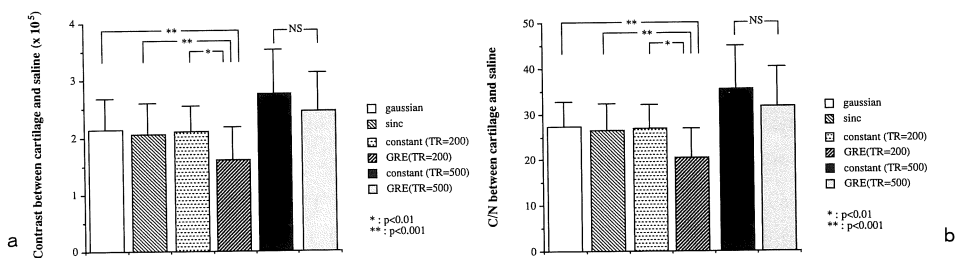 Contrast between cartilage and saline (x 10⁵)
4
3
2
1
0
**
**
*
NS
gaussian
sinc
constant (TR=200)
GRE(TR=200)
constant (TR=500)
GRE(TR=500)
* : p<0.01
** : p<0.001
a
C/N between cartilage and saline
50
40
30
20
10
0
**
**
*
NS
gaussian
sinc
constant (TR=200)
GRE(TR=200)
constant (TR=500)
GRE(TR=500)
* : p<0.01
** : p<0.001
b